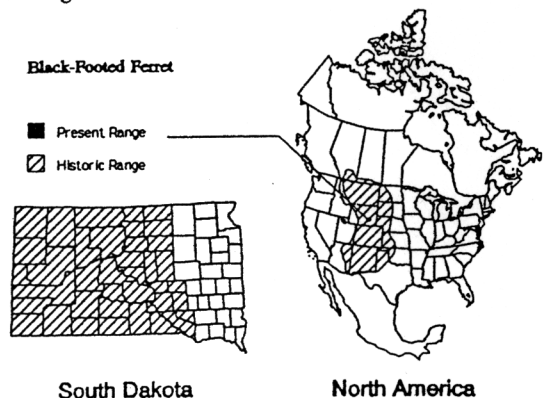 Black-Footed Ferret
Present Range
Historic Range
South Dakota
North America